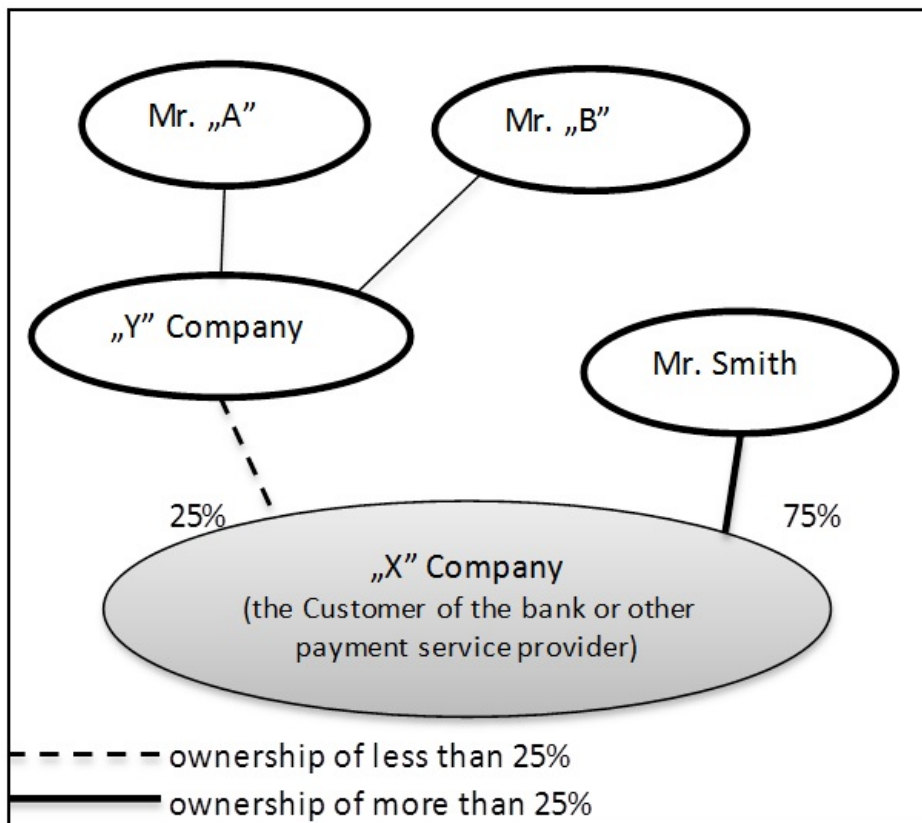 Mr. „A”
Mr. „B”
„Y” Company
Mr. Smith
25%
75%
„X” Company
(the Customer of the bank or other
payment service provider)
ownership of less than 25%
ownership of more than 25%